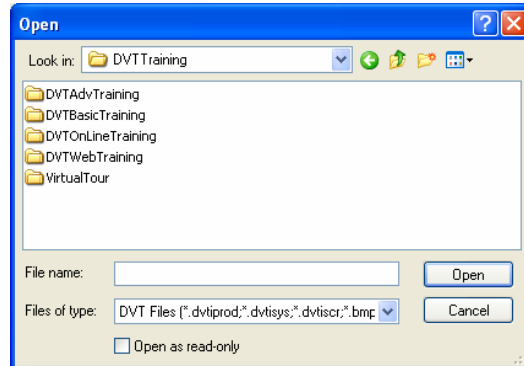 Open
Look in: DVTTraining
DVTAdvTraining
DVTBasicTraining
DVTOnLineTraining
DVTWebTraining
VirtualTour
File name:
Open
Files of type: DVT Files (*.dvtiprod;*.dvtisys;*.dvtiscr;*.bmp
Cancel
Open as read-only